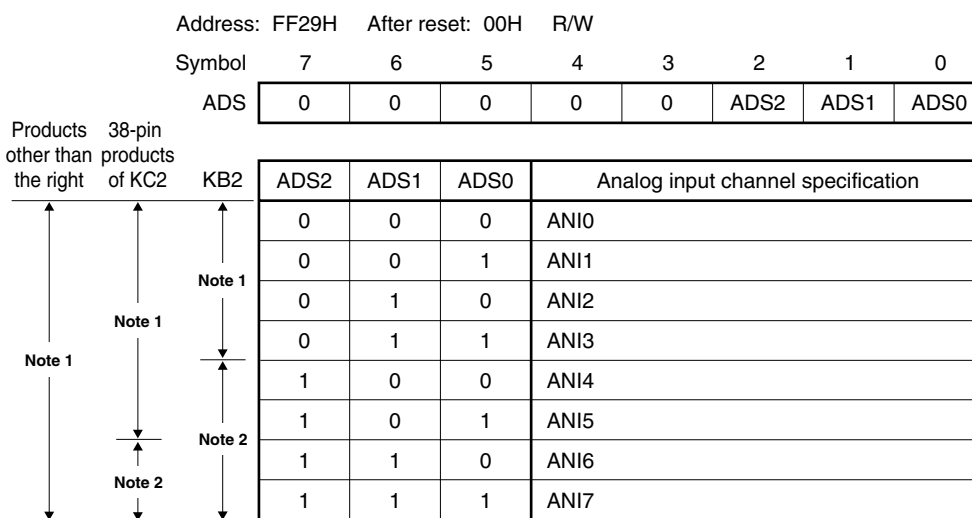 Address: FF29H After reset: 00H R/W
Symbol 7 6 5 4 3 2 1 0
ADS 0 0 0 0 0 ADS2 ADS1 ADS0
Products other than the right
38-pin products of KC2
KB2
ADS2 ADS1 ADS0 Analog input channel specification
0 0 0 ANI0
0 0 1 ANI1
0 1 0 ANI2
0 1 1 ANI3
1 0 0 ANI4
1 0 1 ANI5
1 1 0 ANI6
1 1 1 ANI7
Note 1
Note 1
Note 2
Note 1
Note 2